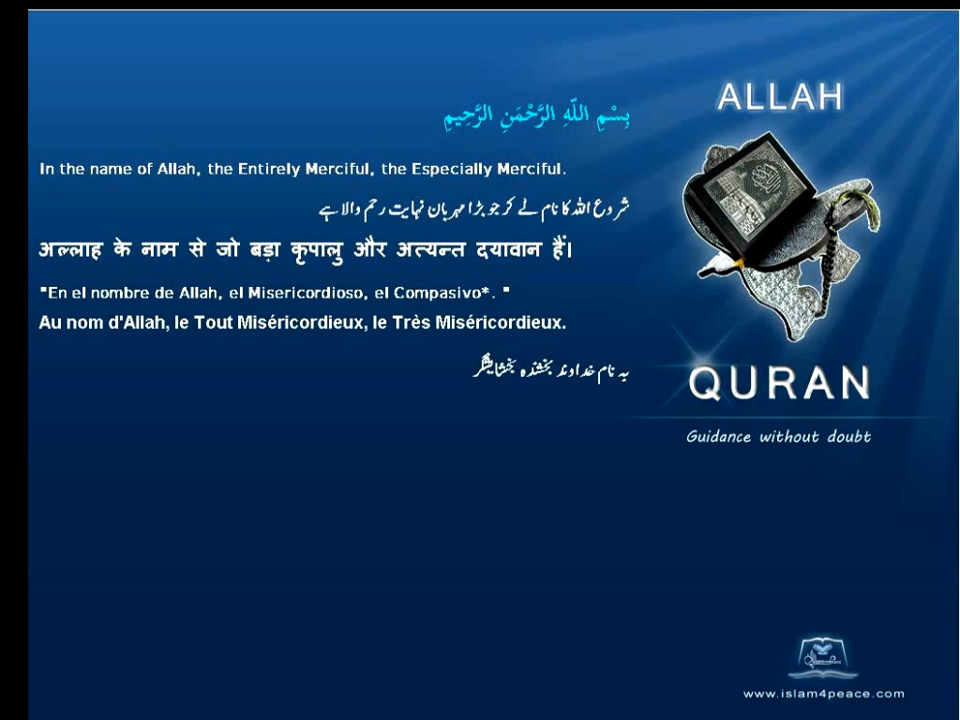 بِسْمِ اللَّهِ الرَّحْمَنِ الرَّحِيمِ
In the name of Allah, the Entirely Merciful, the Especially Merciful.
شروع الله کا نام لے کر جو بڑا مہربان نہایت رحم والا ہے
अल्लाह के नाम से जो बड़ा कृपालु और अत्यन्त दयावान हैं।
"En el nombre de Allah, el Misericordioso, el Compasivo*. "
Au nom d'Allah, le Tout Miséricordieux, le Très Miséricordieux.
به نام خداوند بخشنده بخشایشگر
ALLAH
QURAN
Guidance without doubt
www.islam4peace.com